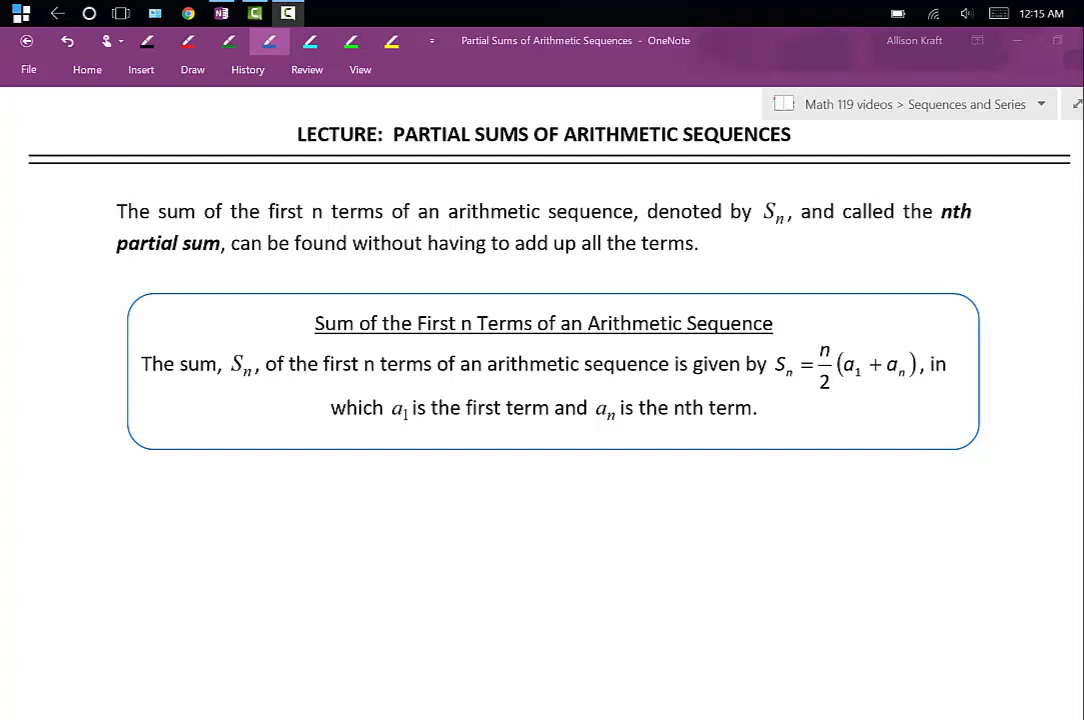 12:15 AM
Partial Sums of Arithmetic Sequences - OneNote
Allison Kraft
File Home Insert Draw History Review View
Math 119 videos > Sequences and Series
LECTURE: PARTIAL SUMS OF ARITHMETIC SEQUENCES
The sum of the first n terms of an arithmetic sequence, denoted by Sₙ, and called the nth
partial sum, can be found without having to add up all the terms.
Sum of the First n Terms of an Arithmetic Sequence
The sum, Sₙ, of the first n terms of an arithmetic sequence is given by Sₙ = n/2 (a₁ + aₙ), in
which a₁ is the first term and aₙ is the nth term.